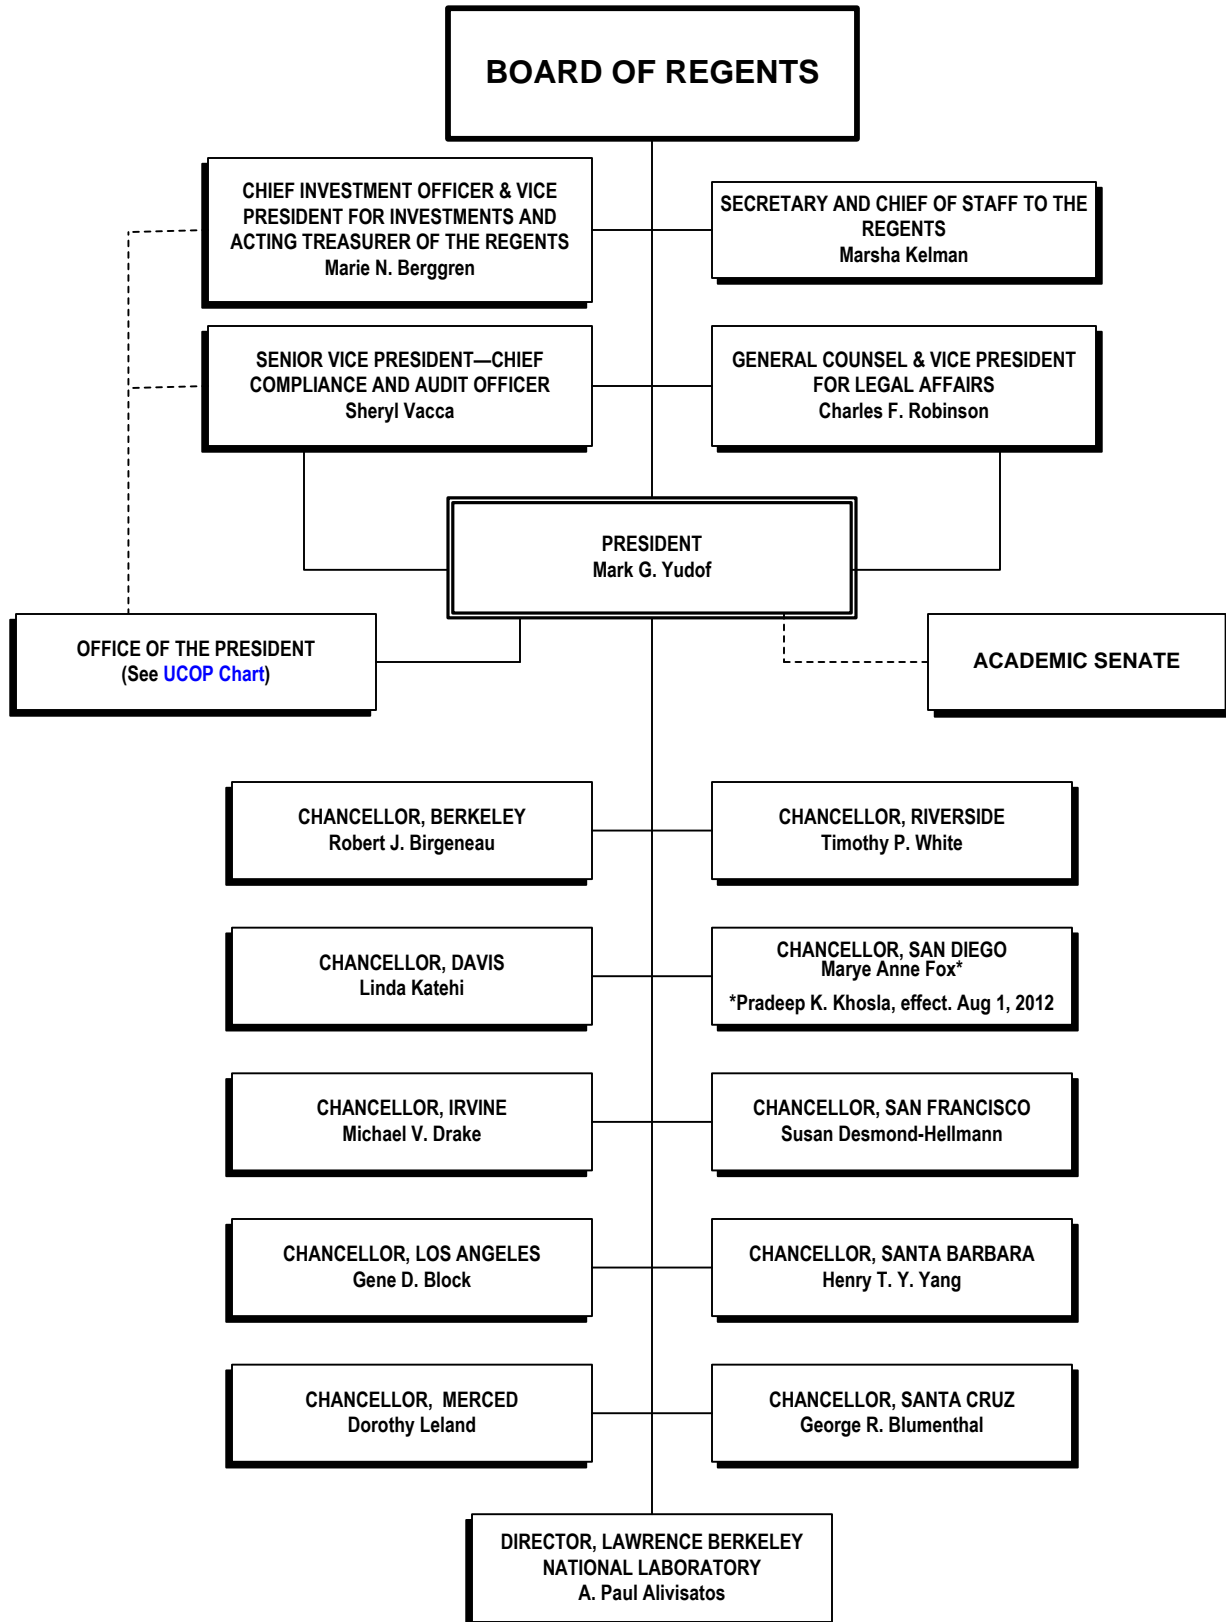 BOARD OF REGENTS
CHIEF INVESTMENT OFFICER & VICE
PRESIDENT FOR INVESTMENTS AND
ACTING TREASURER OF THE REGENTS
Marie N. Berggren
SECRETARY AND CHIEF OF STAFF TO THE
REGENTS
Marsha Kelman
SENIOR VICE PRESIDENT—CHIEF
COMPLIANCE AND AUDIT OFFICER
Sheryl Vacca
GENERAL COUNSEL & VICE PRESIDENT
FOR LEGAL AFFAIRS
Charles F. Robinson
PRESIDENT
Mark G. Yudof
OFFICE OF THE PRESIDENT
(See UCOP Chart)
ACADEMIC SENATE
CHANCELLOR, BERKELEY
Robert J. Birgeneau
CHANCELLOR, RIVERSIDE
Timothy P. White
CHANCELLOR, DAVIS
Linda Katehi
CHANCELLOR, SAN DIEGO
Marye Anne Fox*
*Pradeep K. Khosla, effect. Aug 1, 2012
CHANCELLOR, IRVINE
Michael V. Drake
CHANCELLOR, SAN FRANCISCO
Susan Desmond-Hellmann
CHANCELLOR, LOS ANGELES
Gene D. Block
CHANCELLOR, SANTA BARBARA
Henry T. Y. Yang
CHANCELLOR, MERCED
Dorothy Leland
CHANCELLOR, SANTA CRUZ
George R. Blumenthal
DIRECTOR, LAWRENCE BERKELEY
NATIONAL LABORATORY
A. Paul Alivisatos